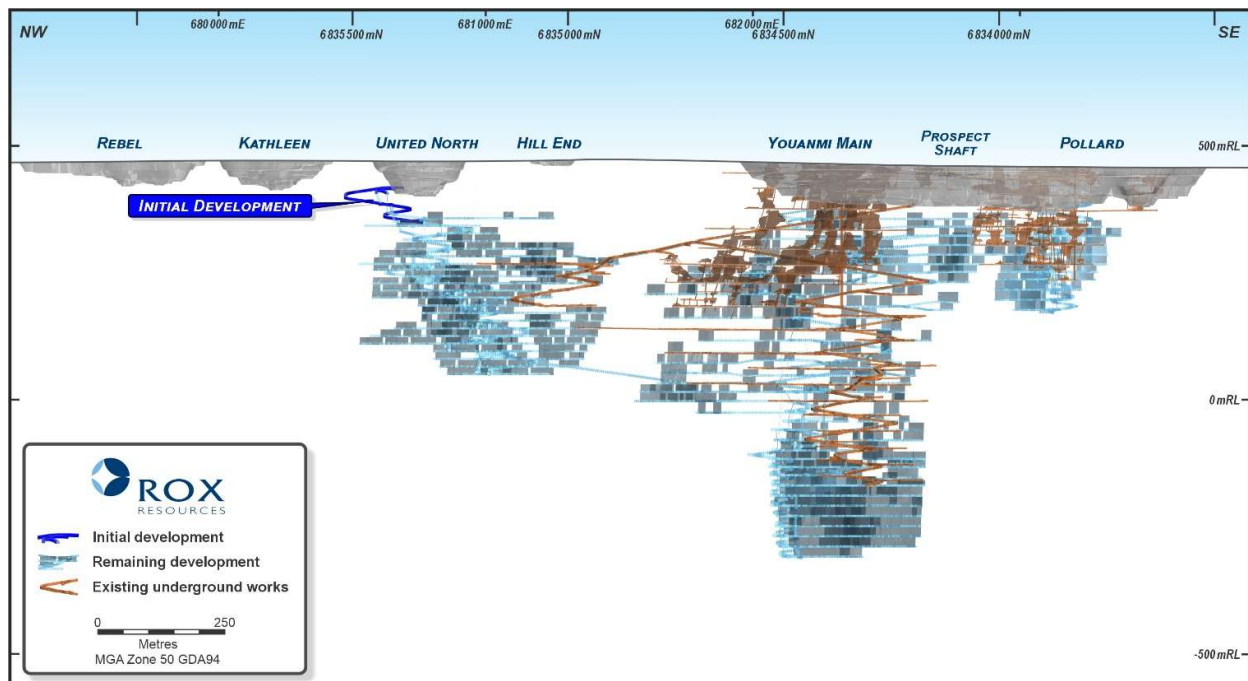 680 000 mE
681 000 mE
682 000 mE
NW
6 835 500 mN
6 835 000 mN
6 834 500 mN
6 834 000 mN
SE
REBEL
KATHLEEN
UNITED NORTH
HILL END
YOUANMI MAIN
PROSPECT
SHAFT
POLLARD
500 mRL
INITIAL DEVELOPMENT
0 mRL
ROX
RESOURCES
Initial development
Remaining development
Existing underground works
0 250
Metres
MGA Zone 50 GDA94
-500 mRL